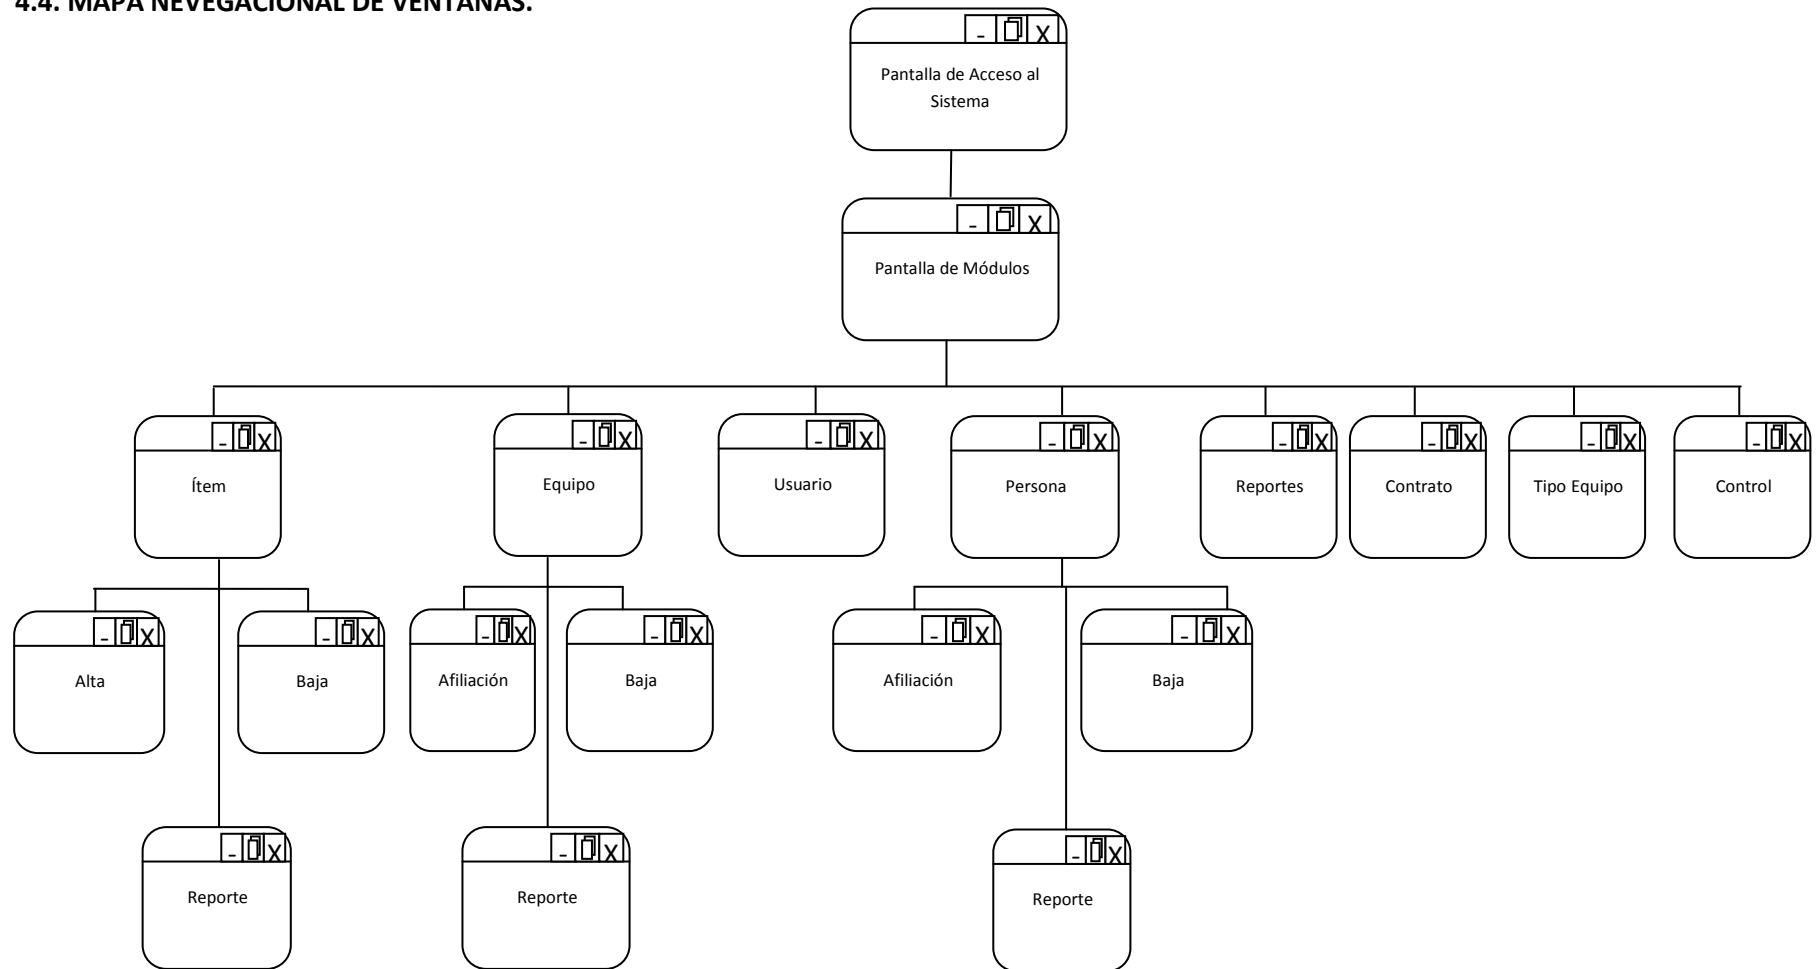 4.4. MAPA NEVEGACIONAL DE VENTANAS.
- X
Pantalla de Acceso al
Sistema
- X
Pantalla de Módulos
- X
Ítem
- X
Equipo
- X
Usuario
- X
Persona
- X
Reportes
- X
Contrato
- X
Tipo Equipo
- X
Control
- X
Alta
- X
Baja
- X
Afiliación
- X
Baja
- X
Afiliación
- X
Baja
- X
Reporte
- X
Reporte
- X
Reporte